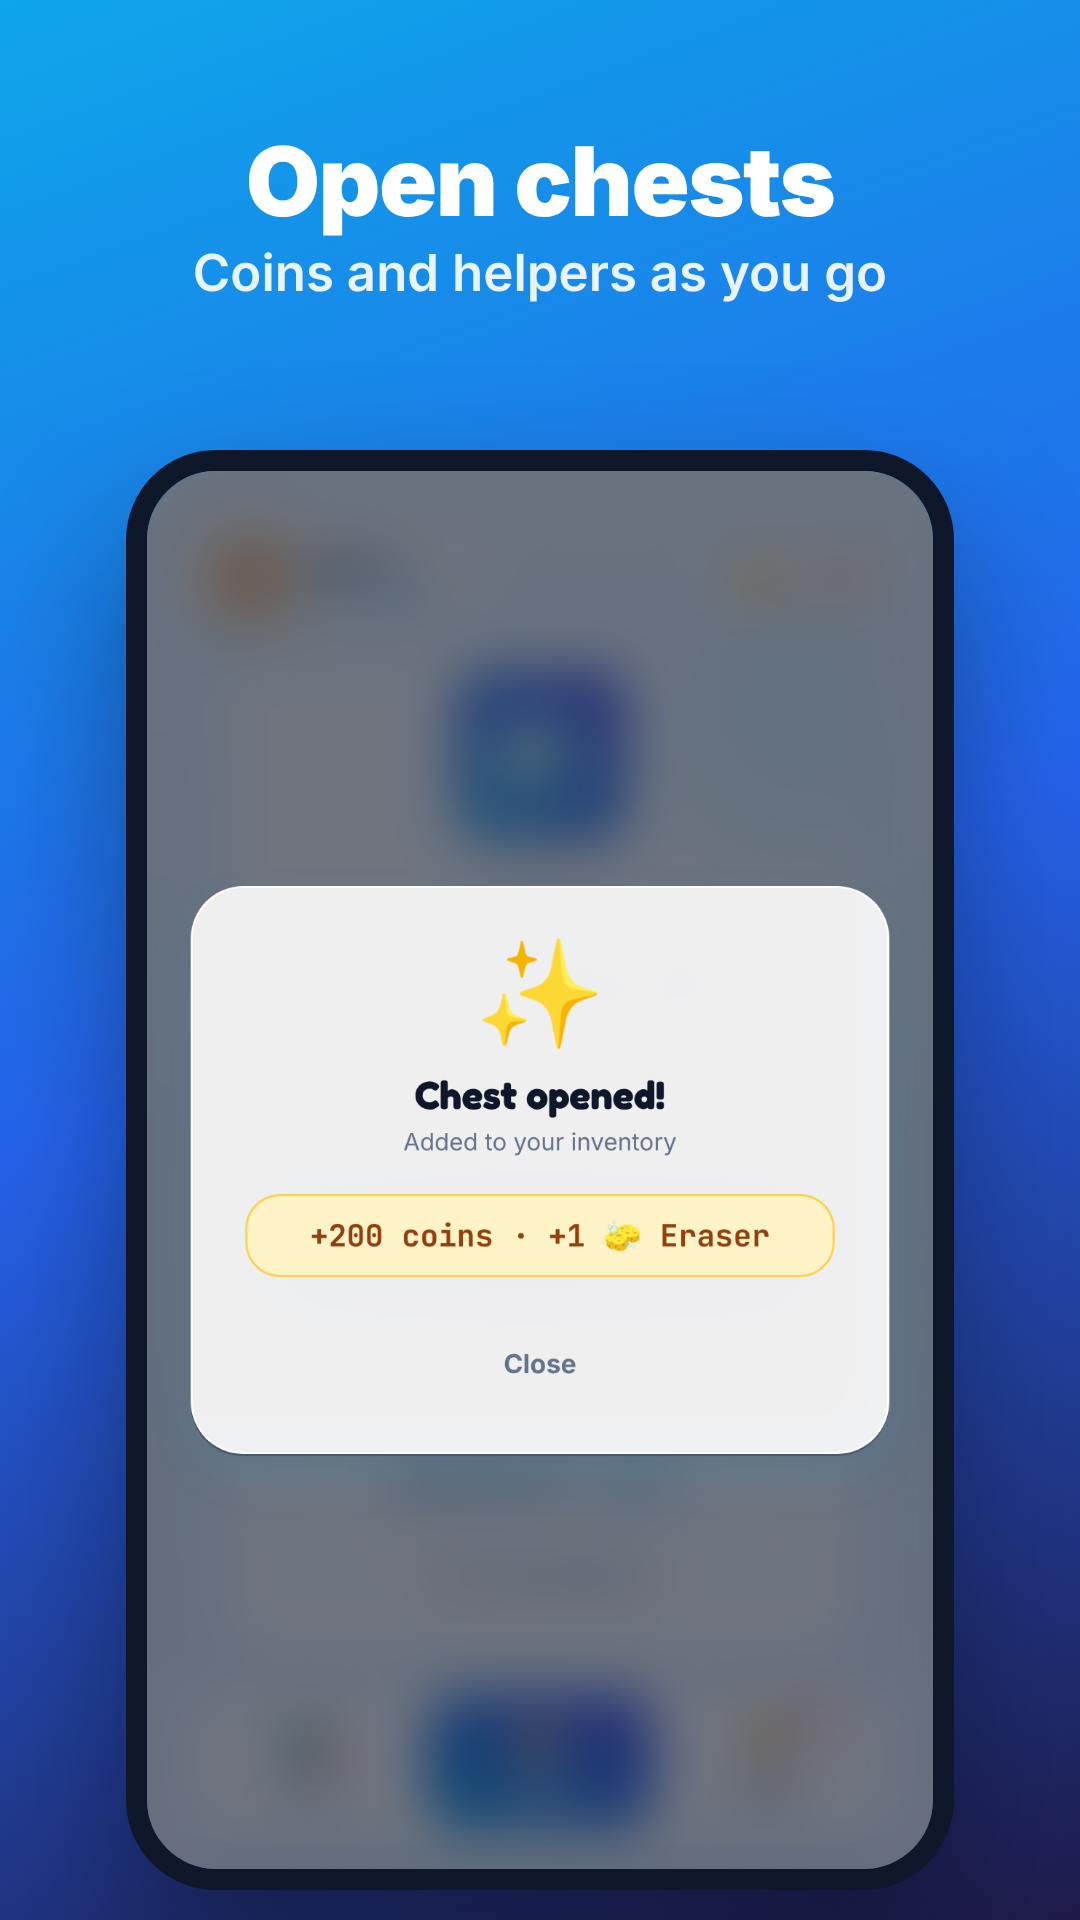 Open chests
Coins and helpers as you go
Chest opened!
Added to your inventory
+200 coins · +1 🧽 Eraser
Close